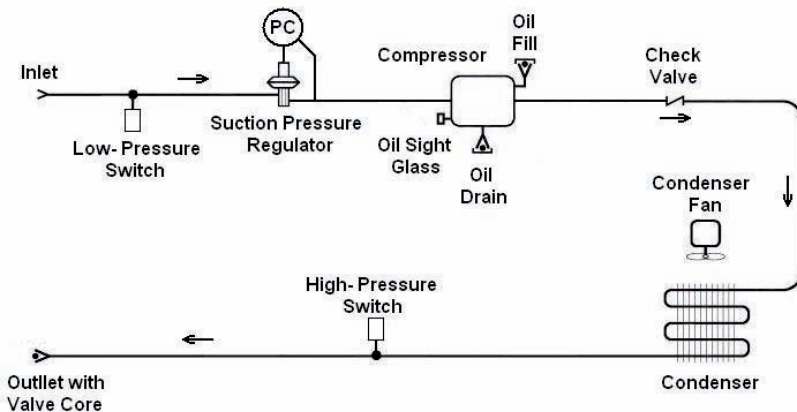 PC
Oil
Fill
Inlet
Compressor
Check
Valve
Suction Pressure
Regulator
Low- Pressure
Switch
Oil Sight
Glass
Oil
Drain
Condenser
Fan
High- Pressure
Switch
Outllet with
Valve Core
Condenser